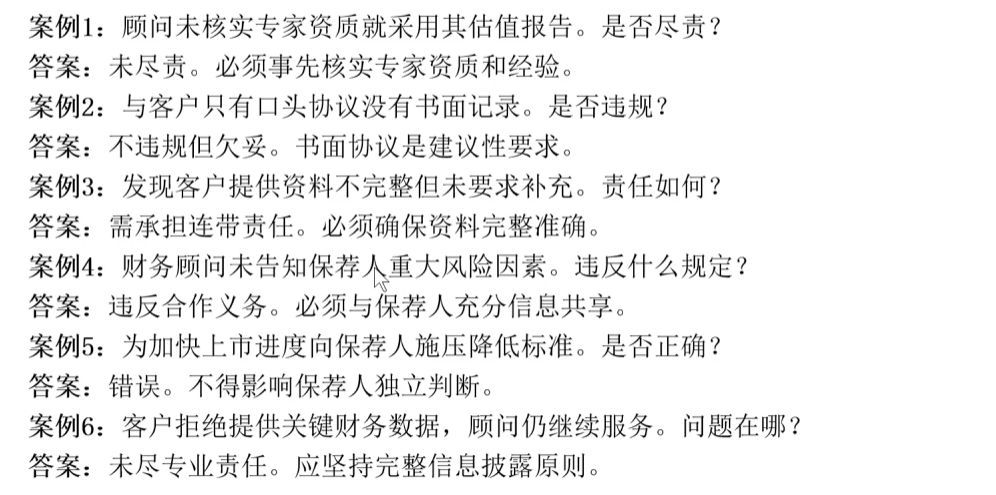 案例1：顾问未核实专家资质就采用其估值报告。是否尽责？
答案：未尽责。必须事先核实专家资质和经验。
案例2：与客户只有口头协议没有书面记录。是否违规？
答案：不违规但欠妥。书面协议是建议性要求。
案例3：发现客户提供资料不完整但未要求补充。责任如何？
答案：需承担连带责任。必须确保资料完整准确。
案例4：财务顾问未告知保荐人重大风险因素。违反什么规定？
答案：违反合作义务。必须与保荐人充分信息共享。
案例5：为加快上市进度向保荐人施压降低标准。是否正确？
答案：错误。不得影响保荐人独立判断。
案例6：客户拒绝提供关键财务数据，顾问仍继续服务。问题在哪？
答案：未尽专业责任。应坚持完整信息披露原则。